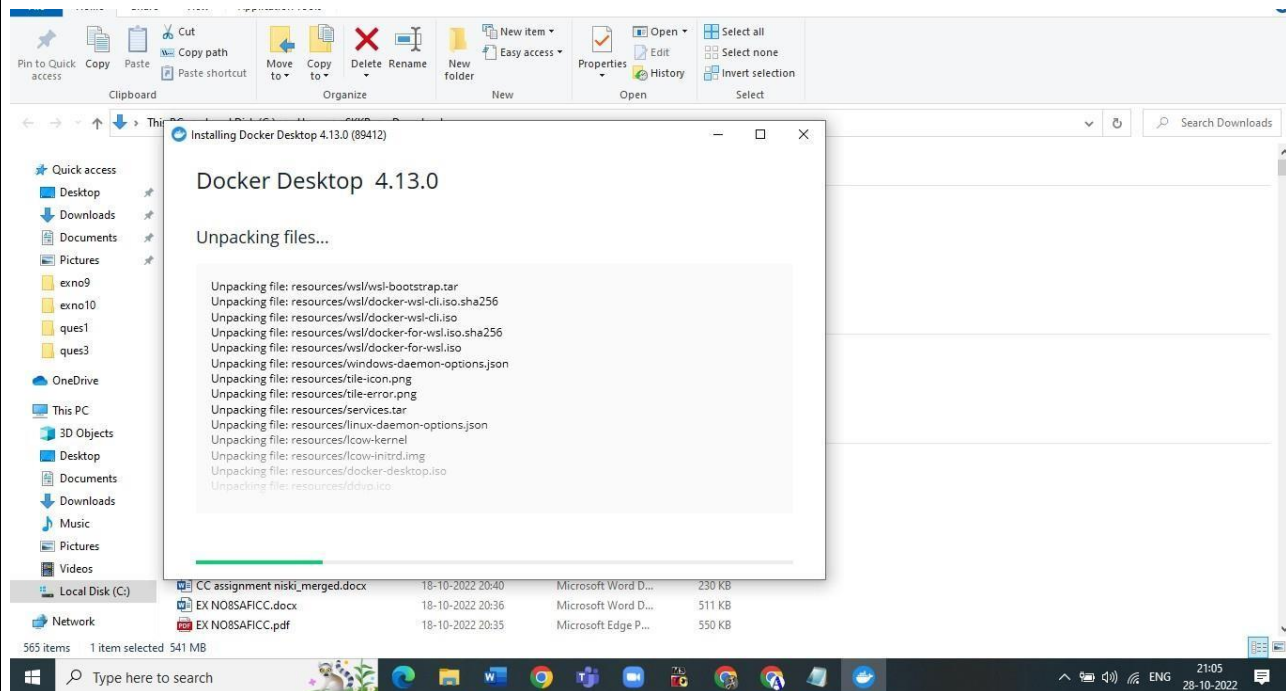 Cut
Copy path
Paste shortcut
Pin to Quick access
Copy
Paste
Move to
Copy to
Delete
Rename
New folder
New item
Easy access
Properties
Open
Edit
History
Select all
Select none
Invert selection
Clipboard
Organize
New
Open
Select
Search Downloads
Installing Docker Desktop 4.13.0 (89412)
Docker Desktop 4.13.0
Unpacking files...
Unpacking file: resources/wsl/wsl-bootstrap.tar
Unpacking file: resources/wsl/docker-wsl-cli.iso.sha256
Unpacking file: resources/wsl/docker-wsl-cli.iso
Unpacking file: resources/wsl/docker-for-wsl.iso.sha256
Unpacking file: resources/wsl/docker-for-wsl.iso
Unpacking file: resources/windows-daemon-options.json
Unpacking file: resources/tile-icon.png
Unpacking file: resources/tile-error.png
Unpacking file: resources/services.tar
Unpacking file: resources/linux-daemon-options.json
Unpacking file: resources/lcow-kernel
Unpacking file: resources/lcow-initrd.img
Unpacking file: resources/docker-desktop.iso
Unpacking file: resources/ddvp.ico
Quick access
Desktop
Downloads
Documents
Pictures
exno9
exno10
ques1
ques3
OneDrive
This PC
3D Objects
Desktop
Documents
Downloads
Music
Pictures
Videos
Local Disk (C:)
Network
CC assignment niski_merged.docx 18-10-2022 20:40 Microsoft Word D... 230 KB
EX NO8SAFICC.docx 18-10-2022 20:36 Microsoft Word D... 511 KB
EX NO8SAFICC.pdf 18-10-2022 20:35 Microsoft Edge P... 550 KB
565 items 1 item selected 541 MB
Type here to search
ENG
21:05
28-10-2022